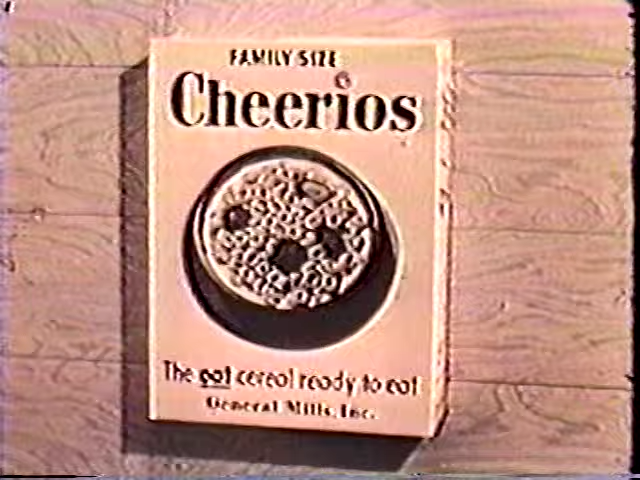 FAMILY SIZE
Cheerios
The oat cereal ready to eat
General Mills, Inc.